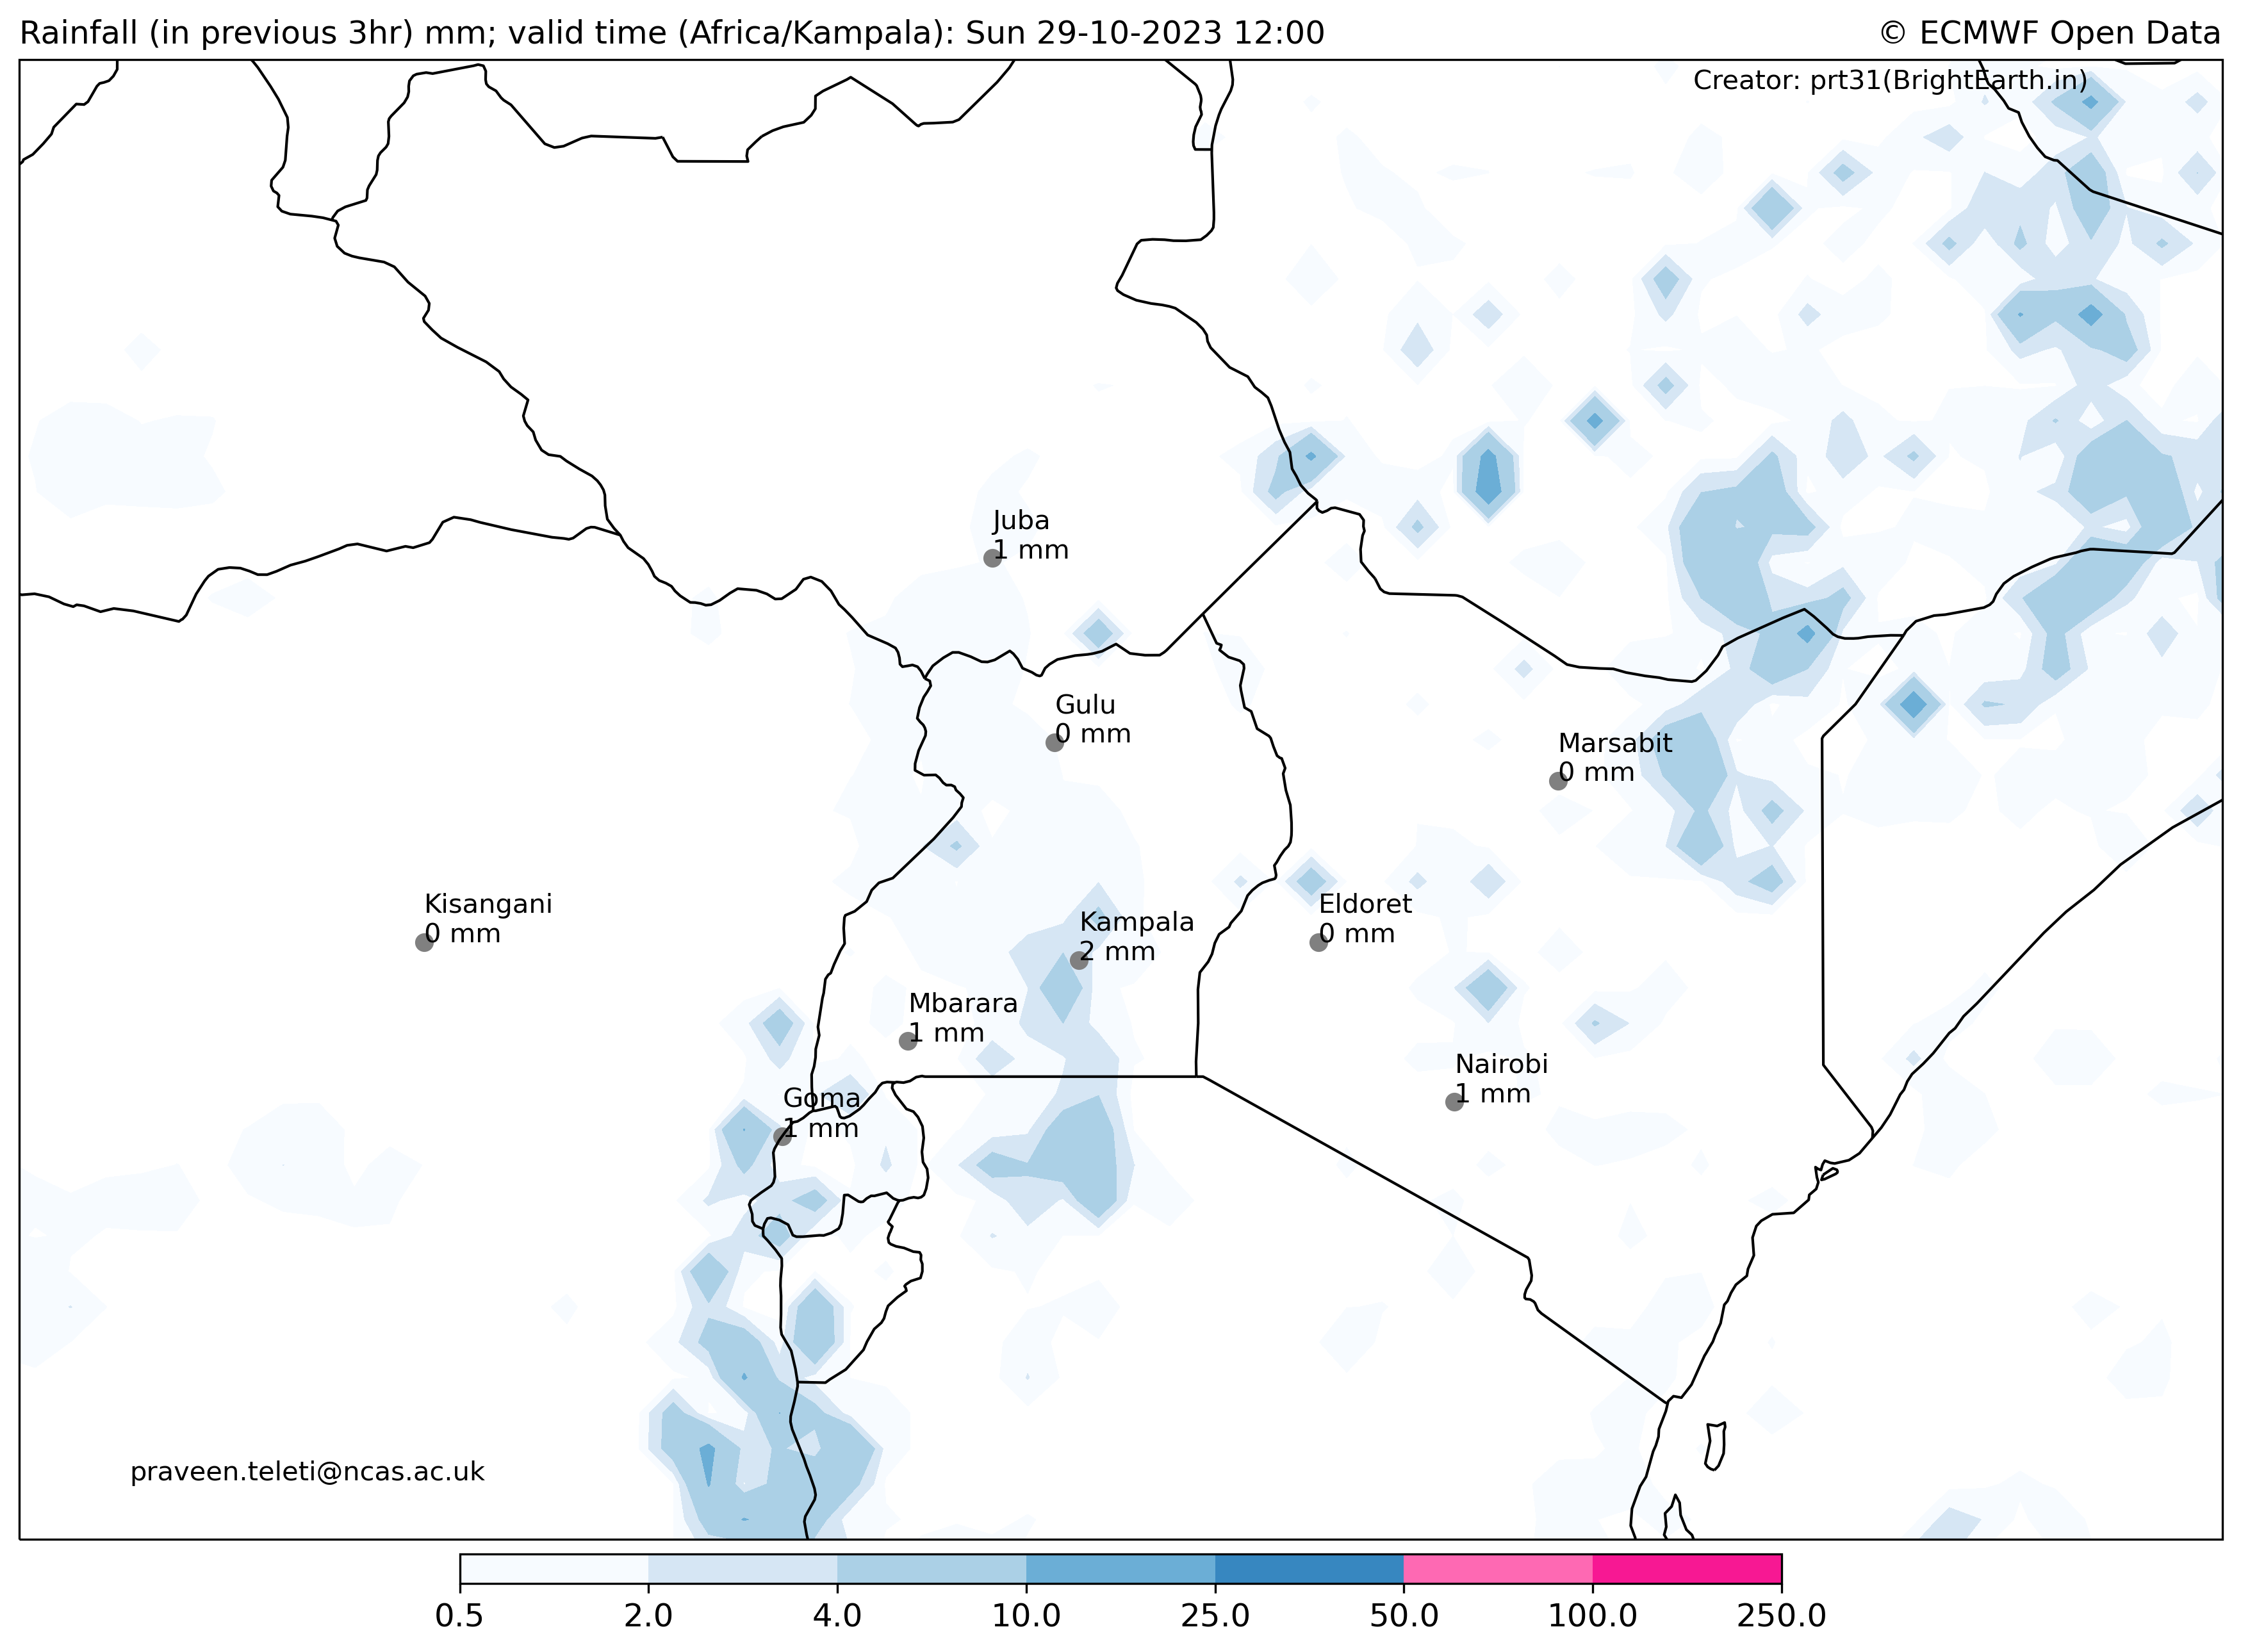 Rainfall (in previous 3hr) mm; valid time (Africa/Kampala): Sun 29-10-2023 12:00
© ECMWF Open Data
Creator: prt31(BrightEarth.in)
Juba
1 mm
Gulu
0 mm
Marsabit
0 mm
Kisangani
0 mm
Kampala
2 mm
Eldoret
0 mm
Mbarara
1 mm
Nairobi
1 mm
Goma
1 mm
praveen.teleti@ncas.ac.uk
0.5 2.0 4.0 10.0 25.0 50.0 100.0 250.0